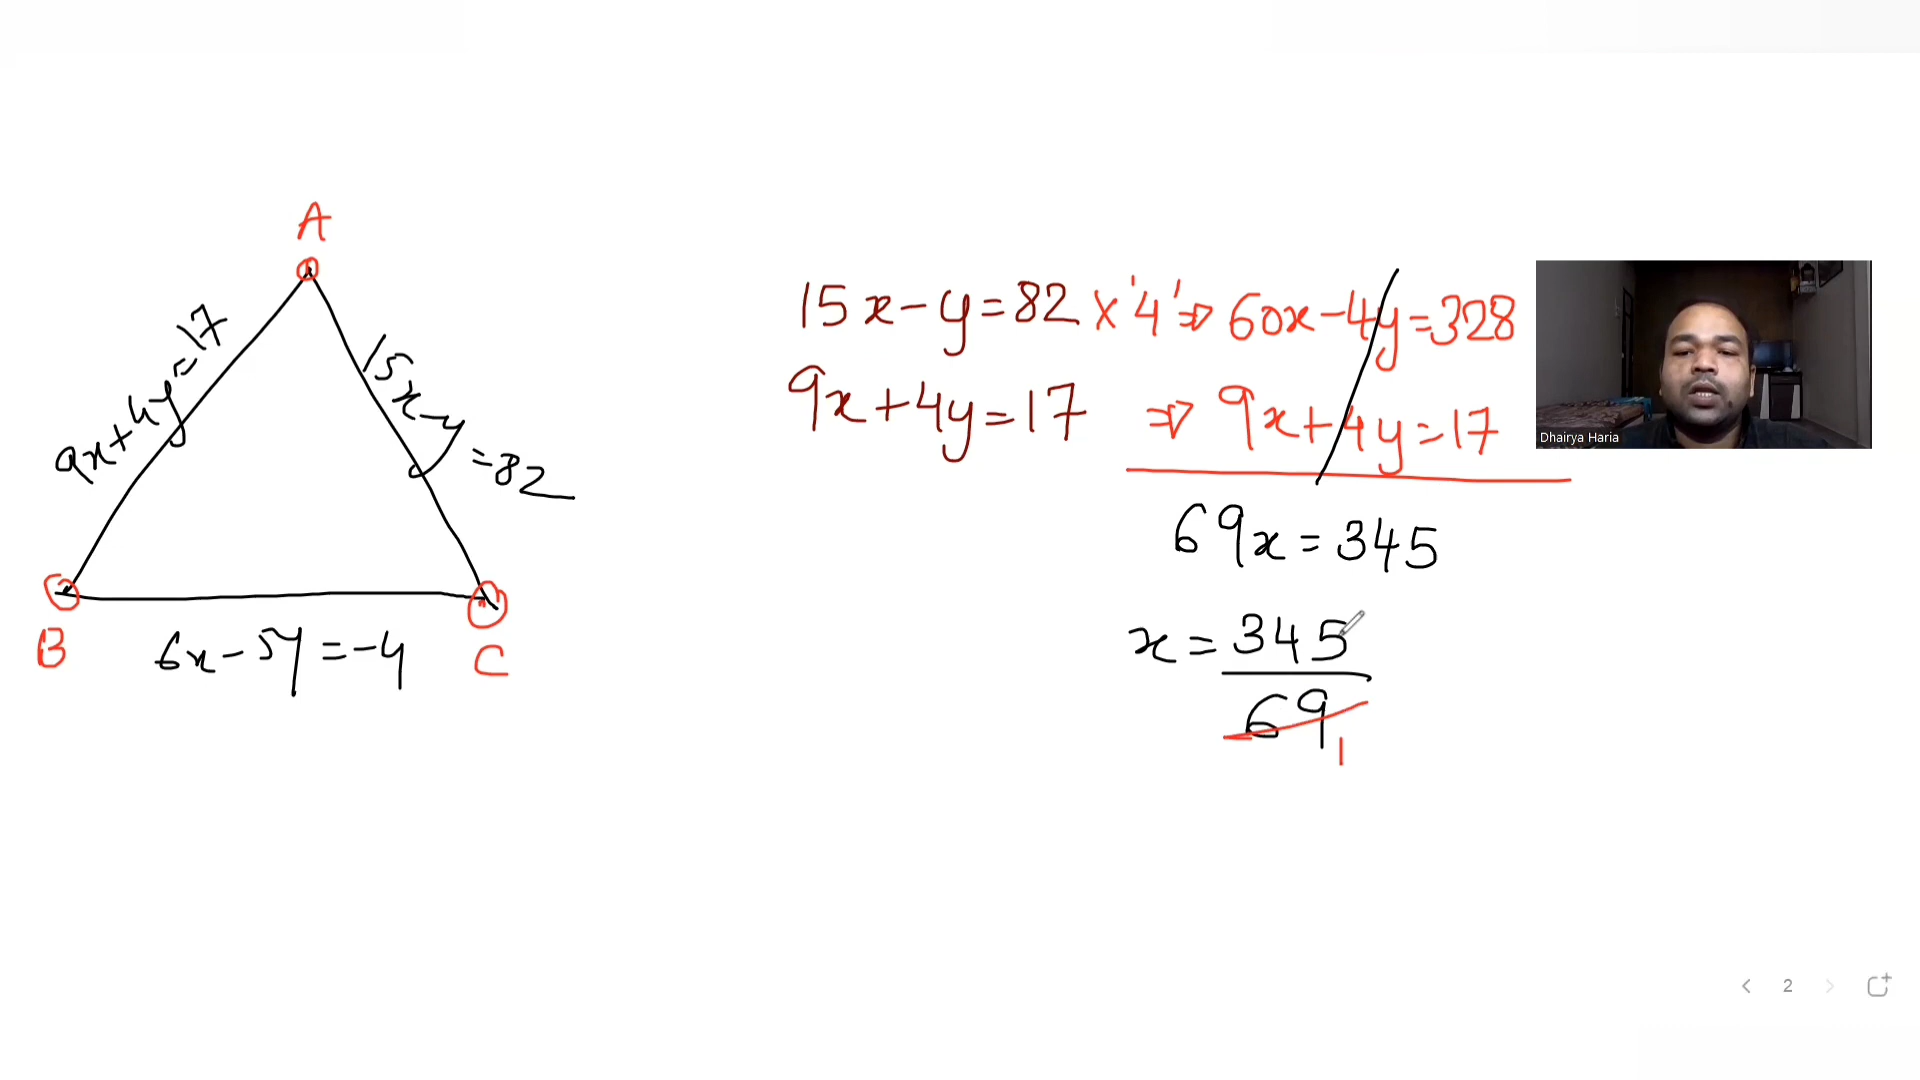 A
9x+4y=17
15x-y=82
B
6x-5y=-4
C
15x-y=82 x'4' ⇒ 60x-4y=328
9x+4y=17 ⇒ 9x+4y=17
69x=345
x=345
69
1
Dhairya Haria
2